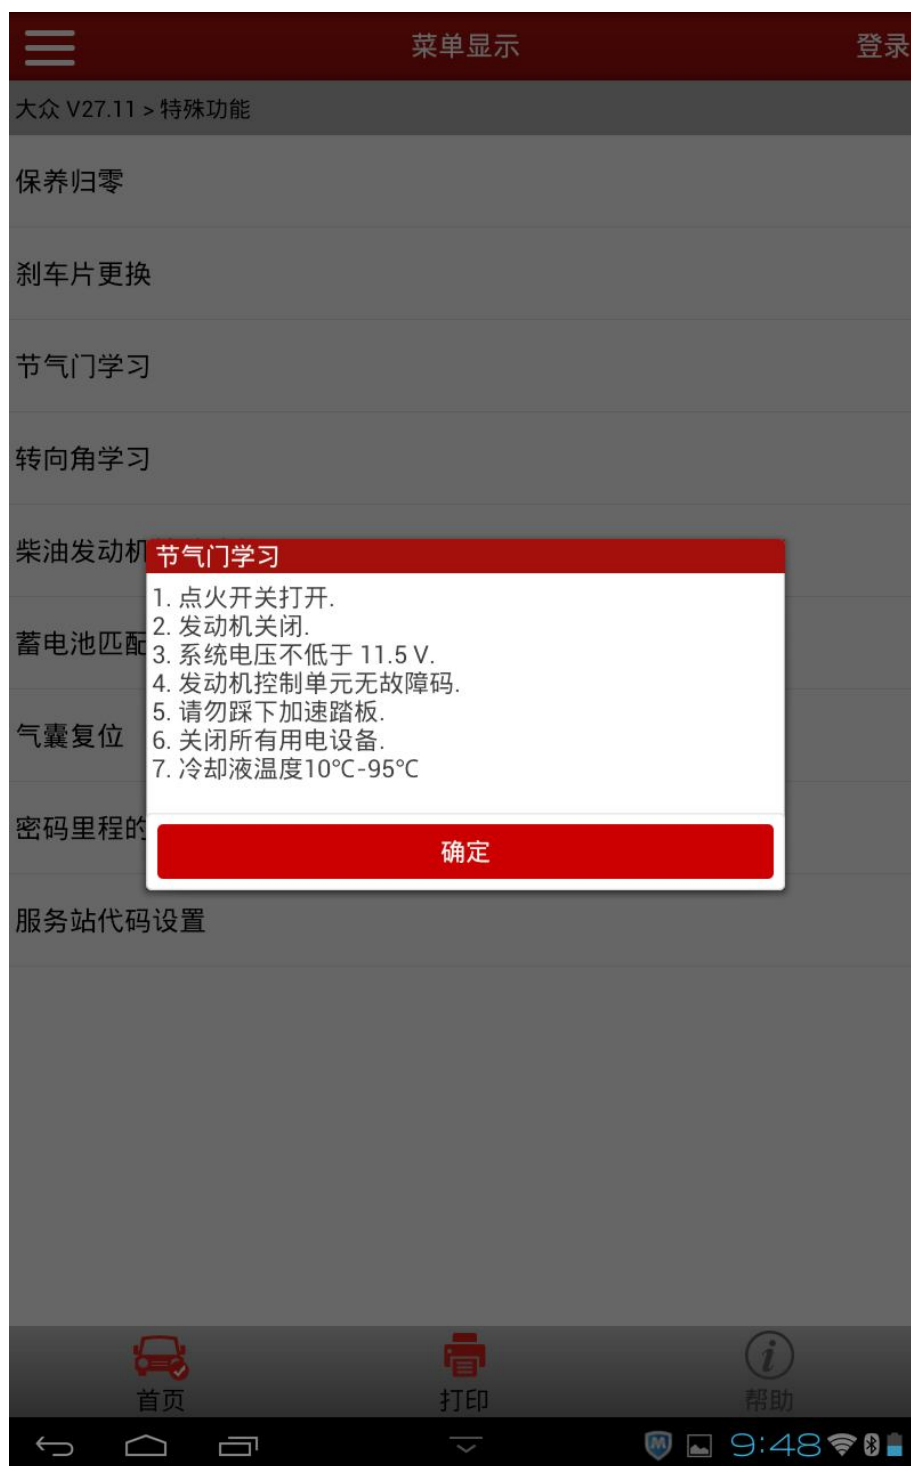 菜单显示
登录
大众 V27.11 > 特殊功能
保养归零
刹车片更换
节气门学习
转向角学习
柴油发动机
节气门学习
1. 点火开关打开.
2. 发动机关闭.
3. 系统电压不低于 11.5 V.
4. 发动机控制单元无故障码.
5. 请勿踩下加速踏板.
6. 关闭所有用电设备.
7. 冷却液温度10°C-95°C
确定
蓄电池匹配
气囊复位
密码里程的
服务站代码设置
首页
打印
帮助
9:48